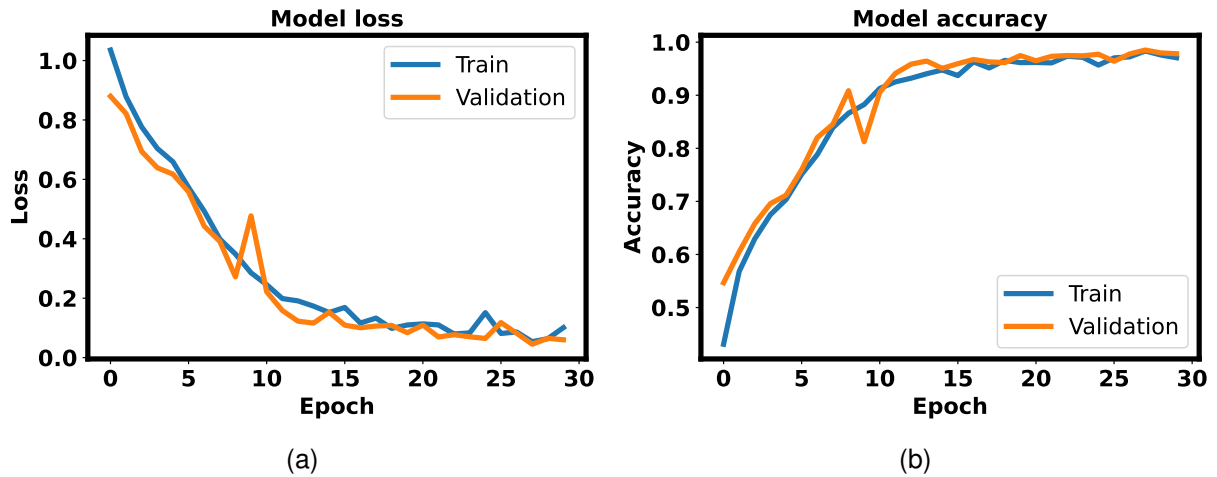 Model loss
1.0
0.8
0.6
0.4
0.2
0.0
Loss
Train
Validation
0 5 10 15 20 25 30
Epoch
(a)
Model accuracy
1.0
0.9
0.8
0.7
0.6
0.5
Accuracy
Train
Validation
0 5 10 15 20 25 30
Epoch
(b)